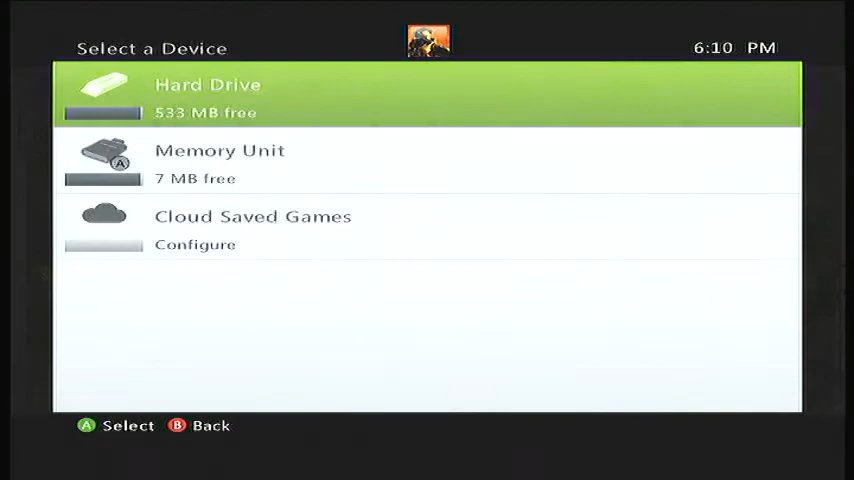 Select a Device
6:10 PM
Hard Drive
533 MB free
Memory Unit
A
7 MB free
Cloud Saved Games
Configure
A Select B Back